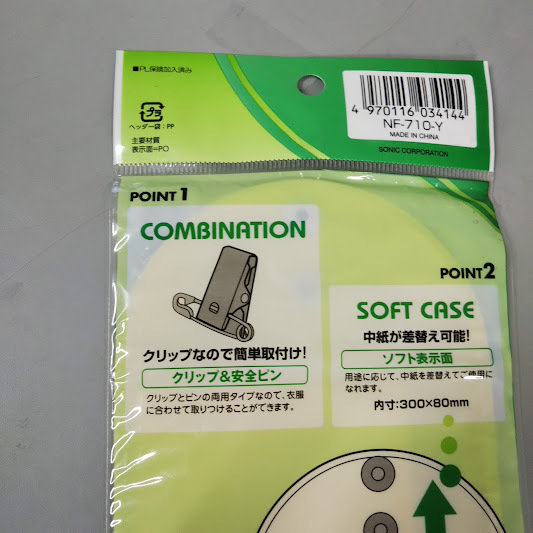 ■PL保険加入済み
プラ
ヘッダー袋:PP
主要材質
表示面=PO
4 970116 034144
NF-710-Y
MADE IN CHINA
SONIC CORPORATION
POINT 1
COMBINATION
クリップなので簡単取付け!
クリップ&安全ピン
クリップとピンの両用タイプなので、衣服
に合わせて取りつけることができます。
POINT 2
SOFT CASE
中紙が差替え可能!
ソフト表示面
用途に応じて、中紙を差替えてご使用に
なれます。
内寸:300×80mm